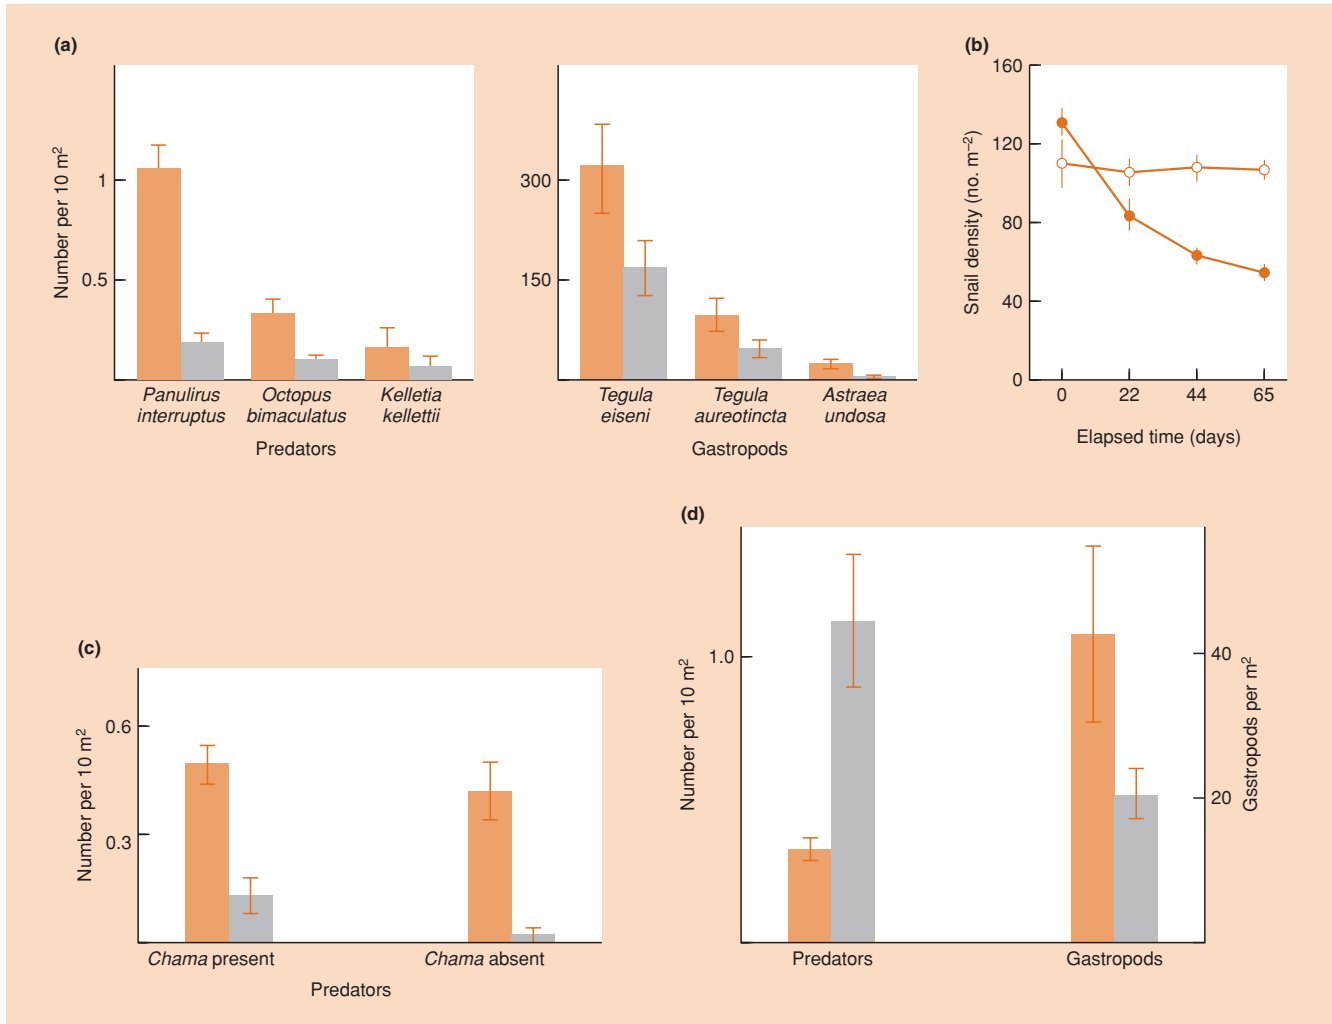 (a)
Number per 10 m²
1
0.5
Panulirus interruptus
Octopus bimaculatus
Kelletia kellettii
Predators
300
150
Tegula eiseni
Tegula aureotincta
Astraea undosa
Gastropods
(b)
Snail density (no. m⁻²)
160
120
80
40
0
0 22 44 65
Elapsed time (days)
(c)
Number per 10 m²
0.6
0.3
Chama present
Chama absent
Predators
(d)
Number per 10 m²
1.0
Predators
Gastropods
40
20
Gsstropods per m²